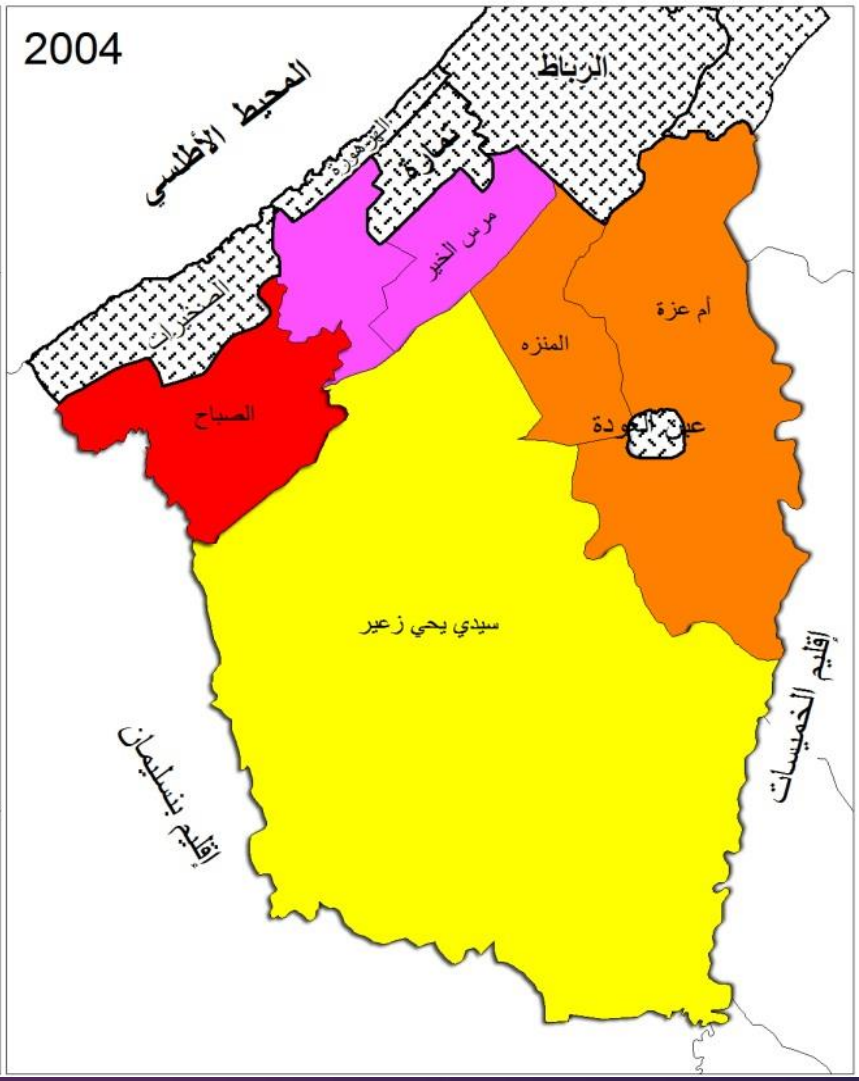 2004
المحيط الأطلسي
الرباط
الهرهورة
تمارة
مرس الخير
أم عزة
الصخيرات
المنزه
الصباح
عين العودة
سيدي يحي زعير
إقليم الخميسات
إقليم بنسليمان